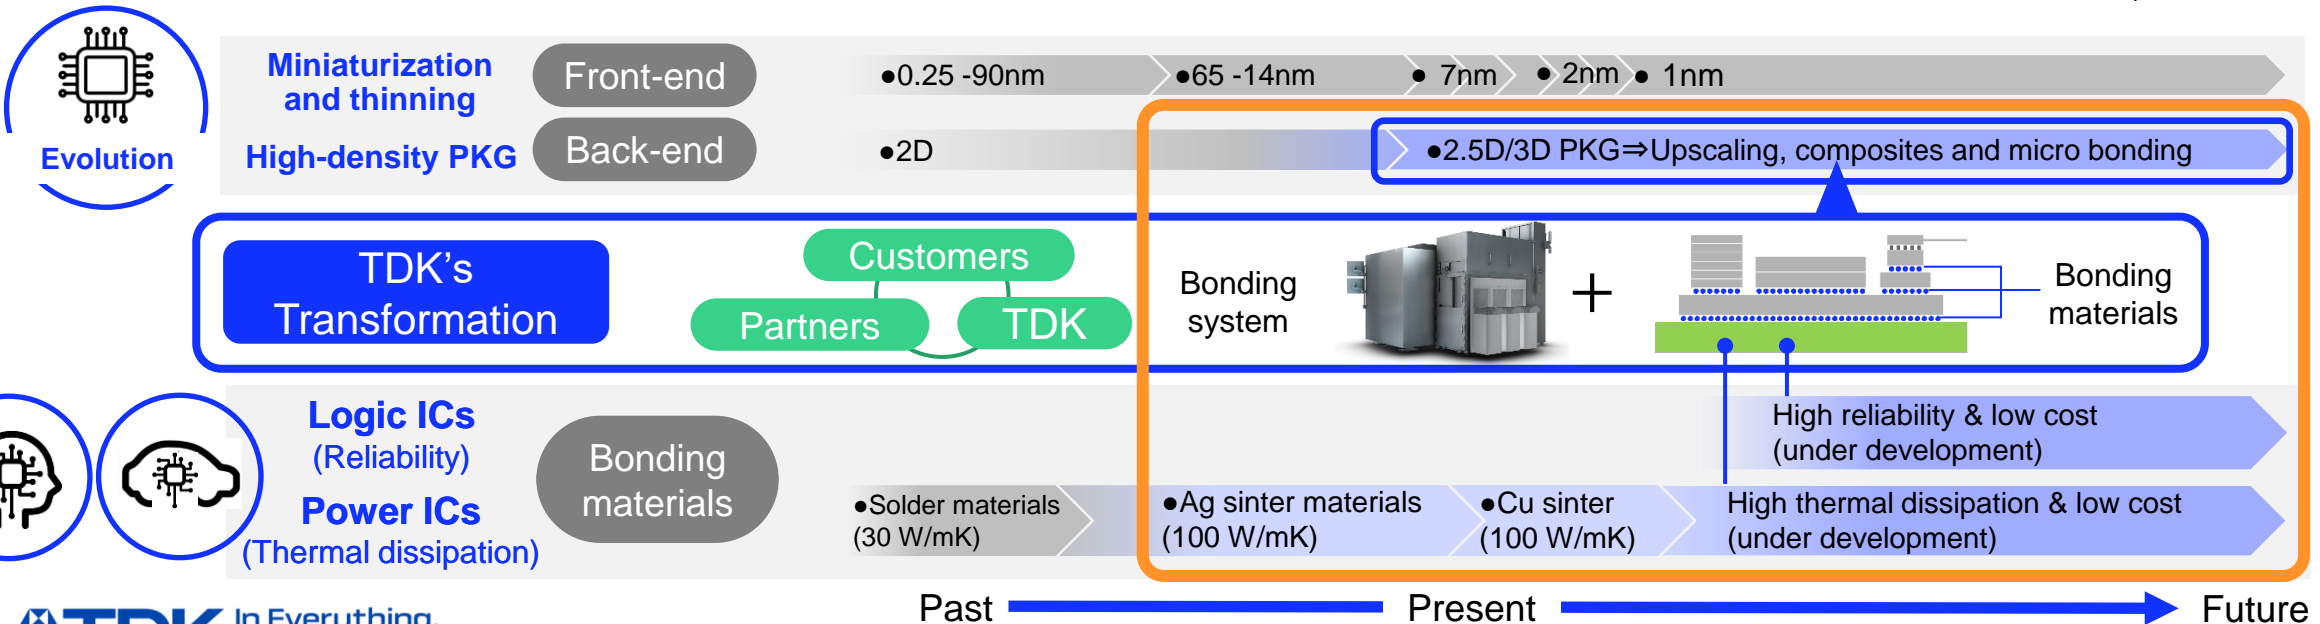 Miniaturization
and thinning
Front-end
●0.25 -90nm
●65 -14nm
● 7nm
● 2nm
● 1nm
Evolution
High-density PKG
Back-end
●2D
●2.5D/3D PKG⇒Upscaling, composites and micro bonding
TDK's
Transformation
Customers
Partners
TDK
Bonding
system
+
Bonding
materials
Logic ICs
(Reliability)
Power ICs
(Thermal dissipation)
Bonding
materials
High reliability & low cost
(under development)
●Solder materials
(30 W/mK)
●Ag sinter materials
(100 W/mK)
●Cu sinter
(100 W/mK)
High thermal dissipation & low cost
(under development)
Past
Present
Future
TDK In Everything,